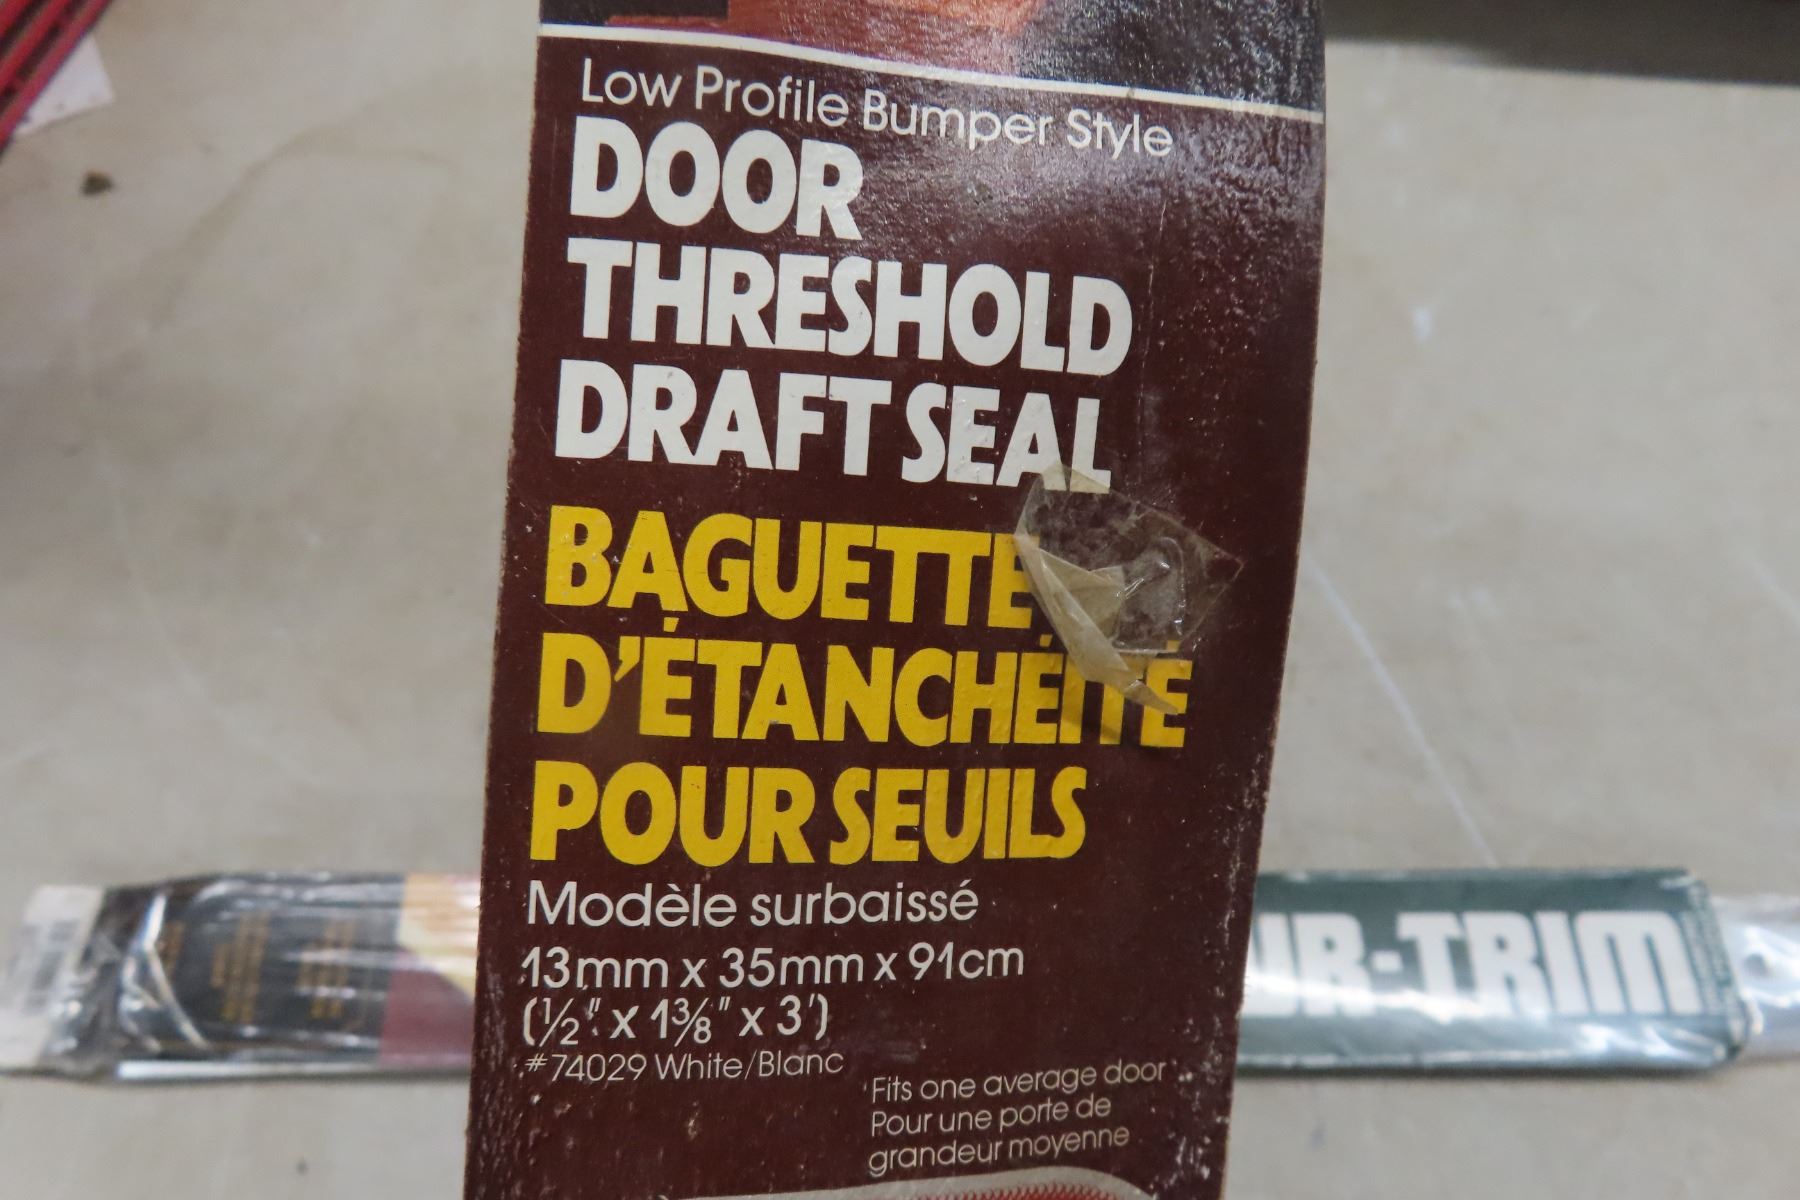 Low Profile Bumper Style
DOOR
THRESHOLD
DRAFT SEAL
BAGUETTE
D'ÉTANCHÉITÉ
POUR SEUILS
Modèle surbaissé
13mm x 35mm x 91cm
(½" x 1⅜" x 3')
#74029 White/Blanc
Fits one average door
Pour une porte de
grandeur moyenne
UR-TRIM